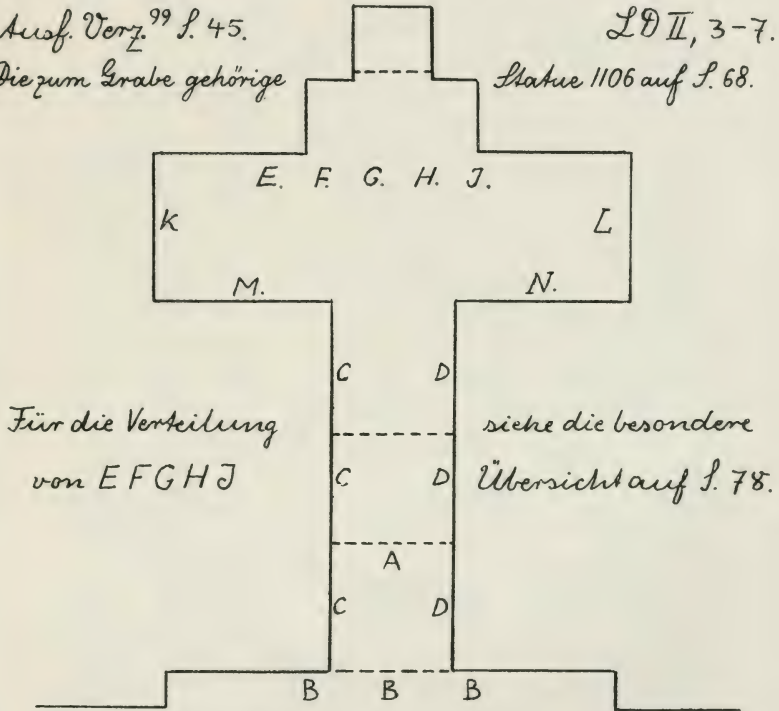 Ausf. Verz.⁹⁹ S. 45. LD II, 3-7.
Die zum Grabe gehörige Statue 1106 auf S. 68.
E. F. G. H. J.
K L
M. N.
C D
Für die Verteilung siehe die besondere
von E F G H J C D Übersicht auf S. 78.
A
C D
B B B